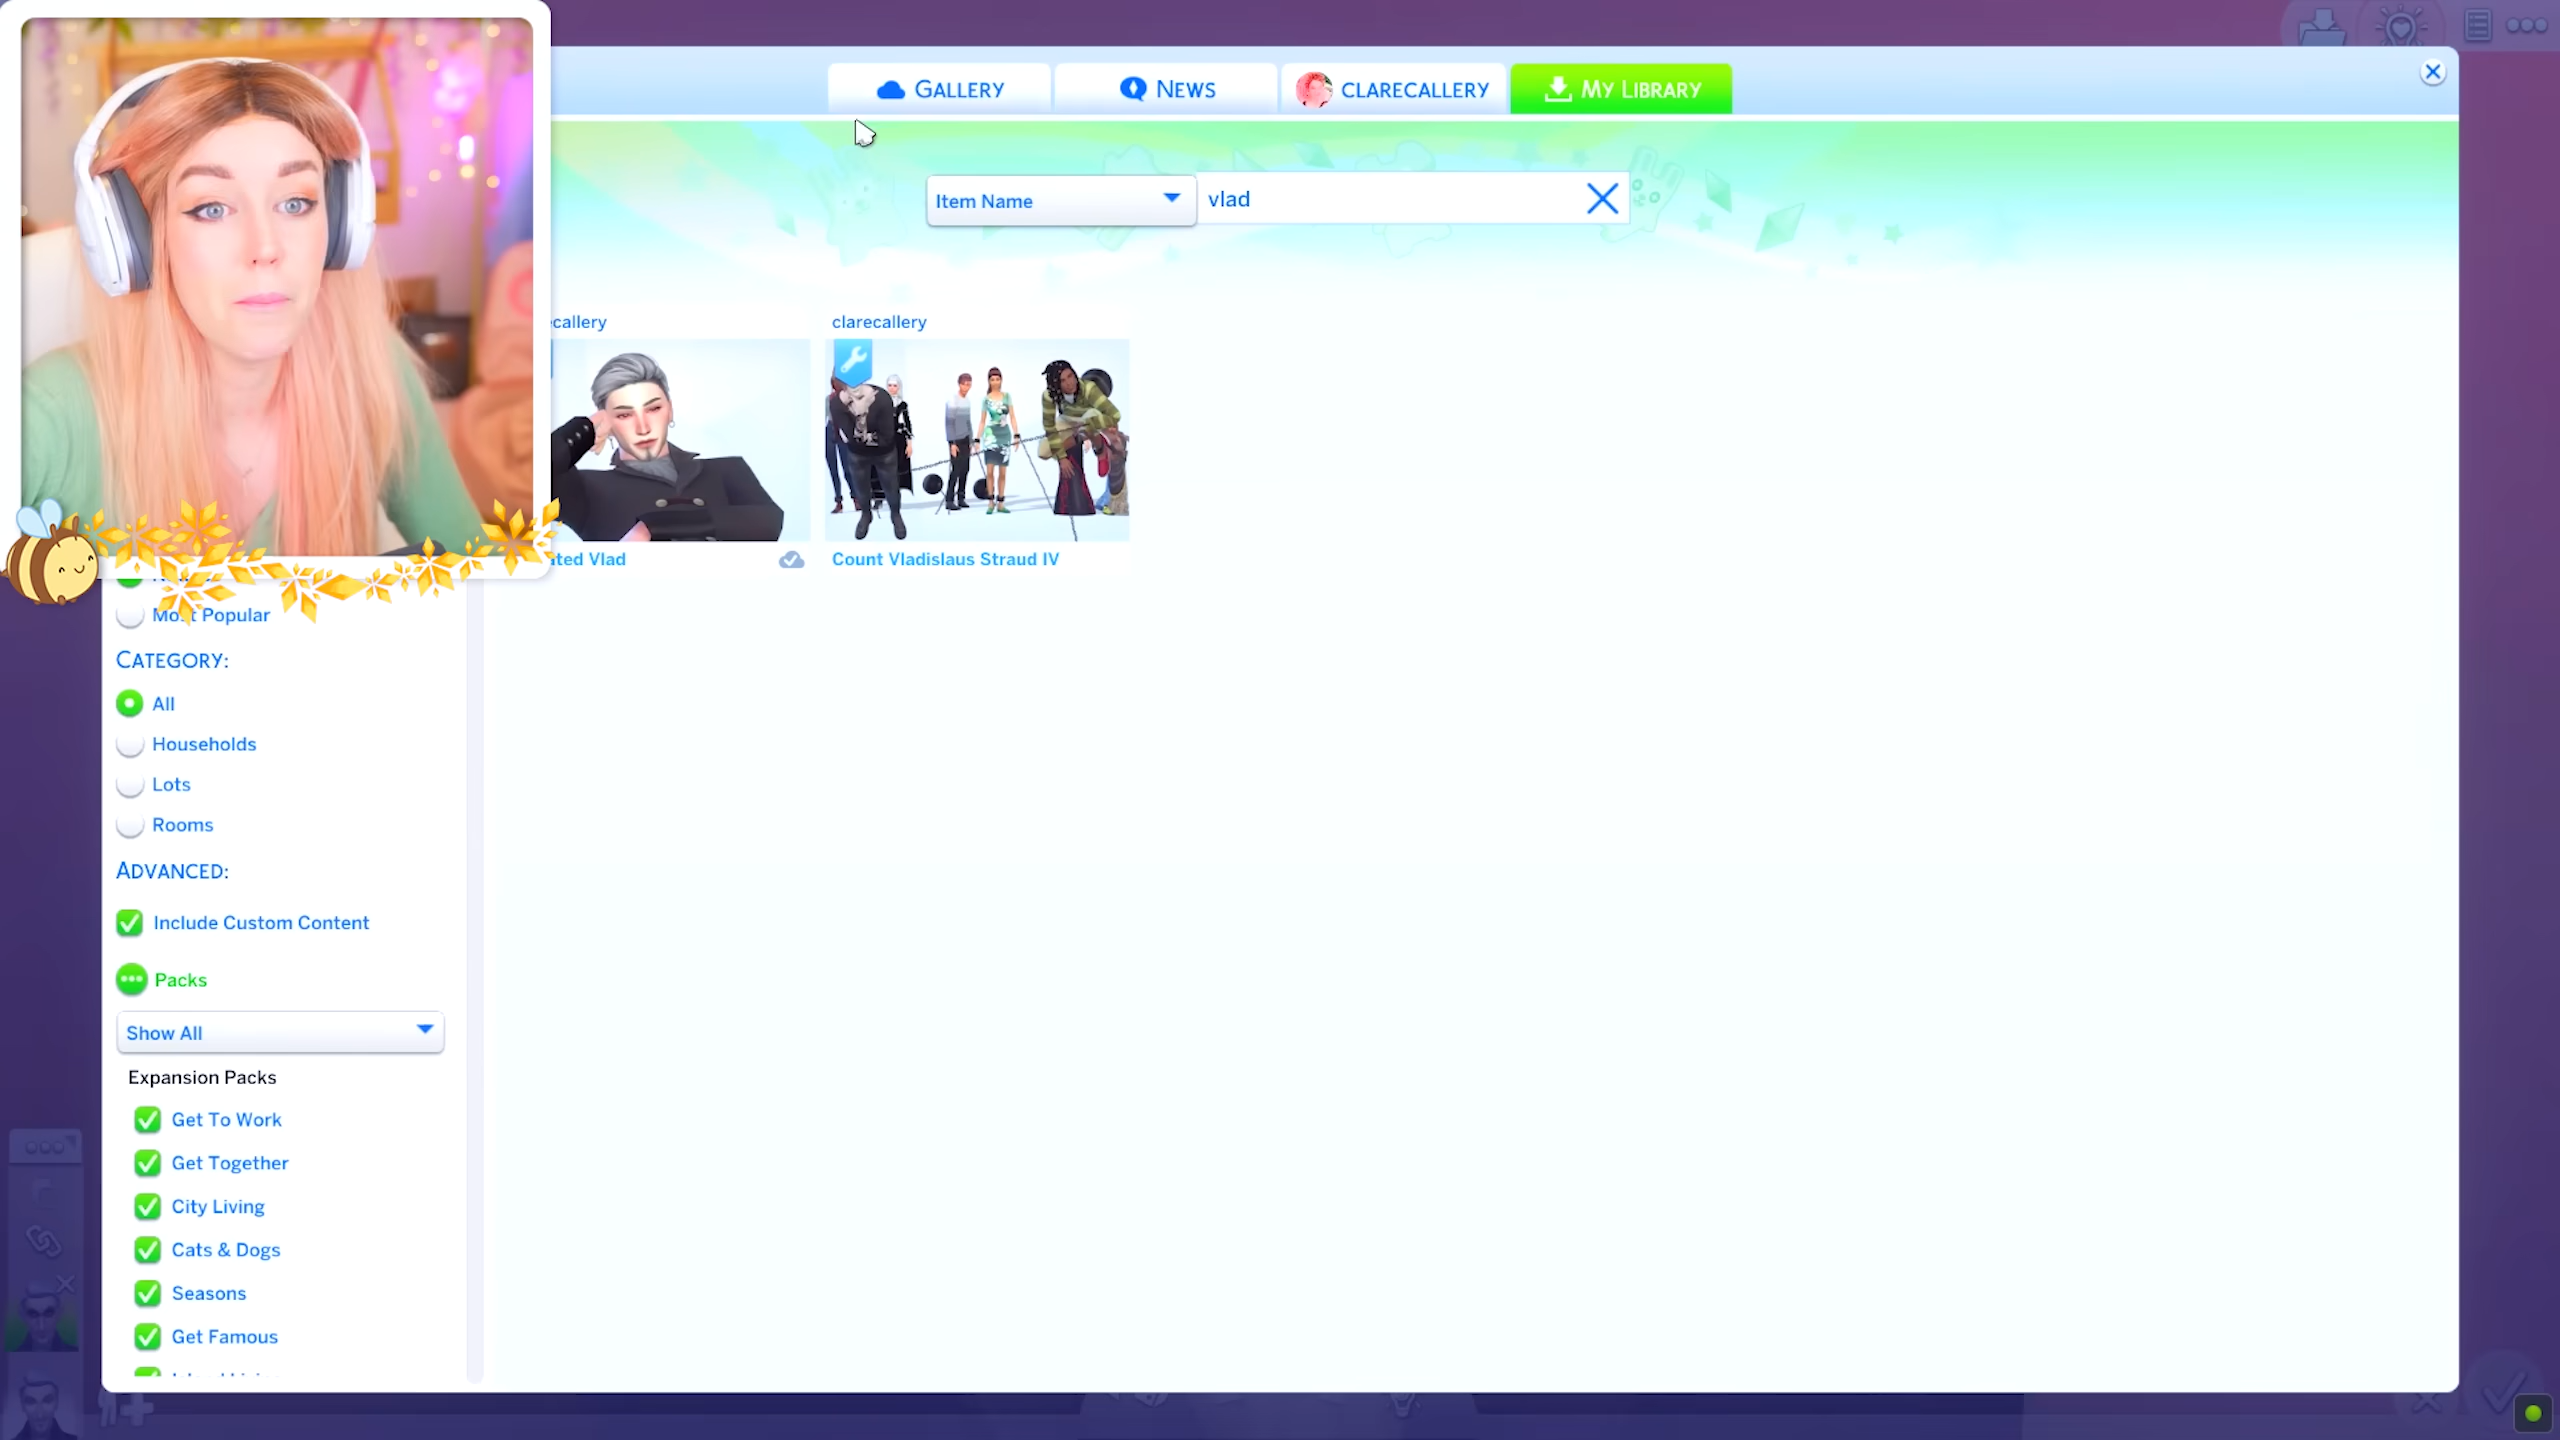 GALLERY
NEWS
CLARECALLERY
MY LIBRARY
Item Name
vlad
callery
clarecallery
ted Vlad
Count Vladislaus Straud IV
Most Popular
CATEGORY:
All
Households
Lots
Rooms
ADVANCED:
Include Custom Content
Packs
Show All
Expansion Packs
Get To Work
Get Together
City Living
Cats & Dogs
Seasons
Get Famous